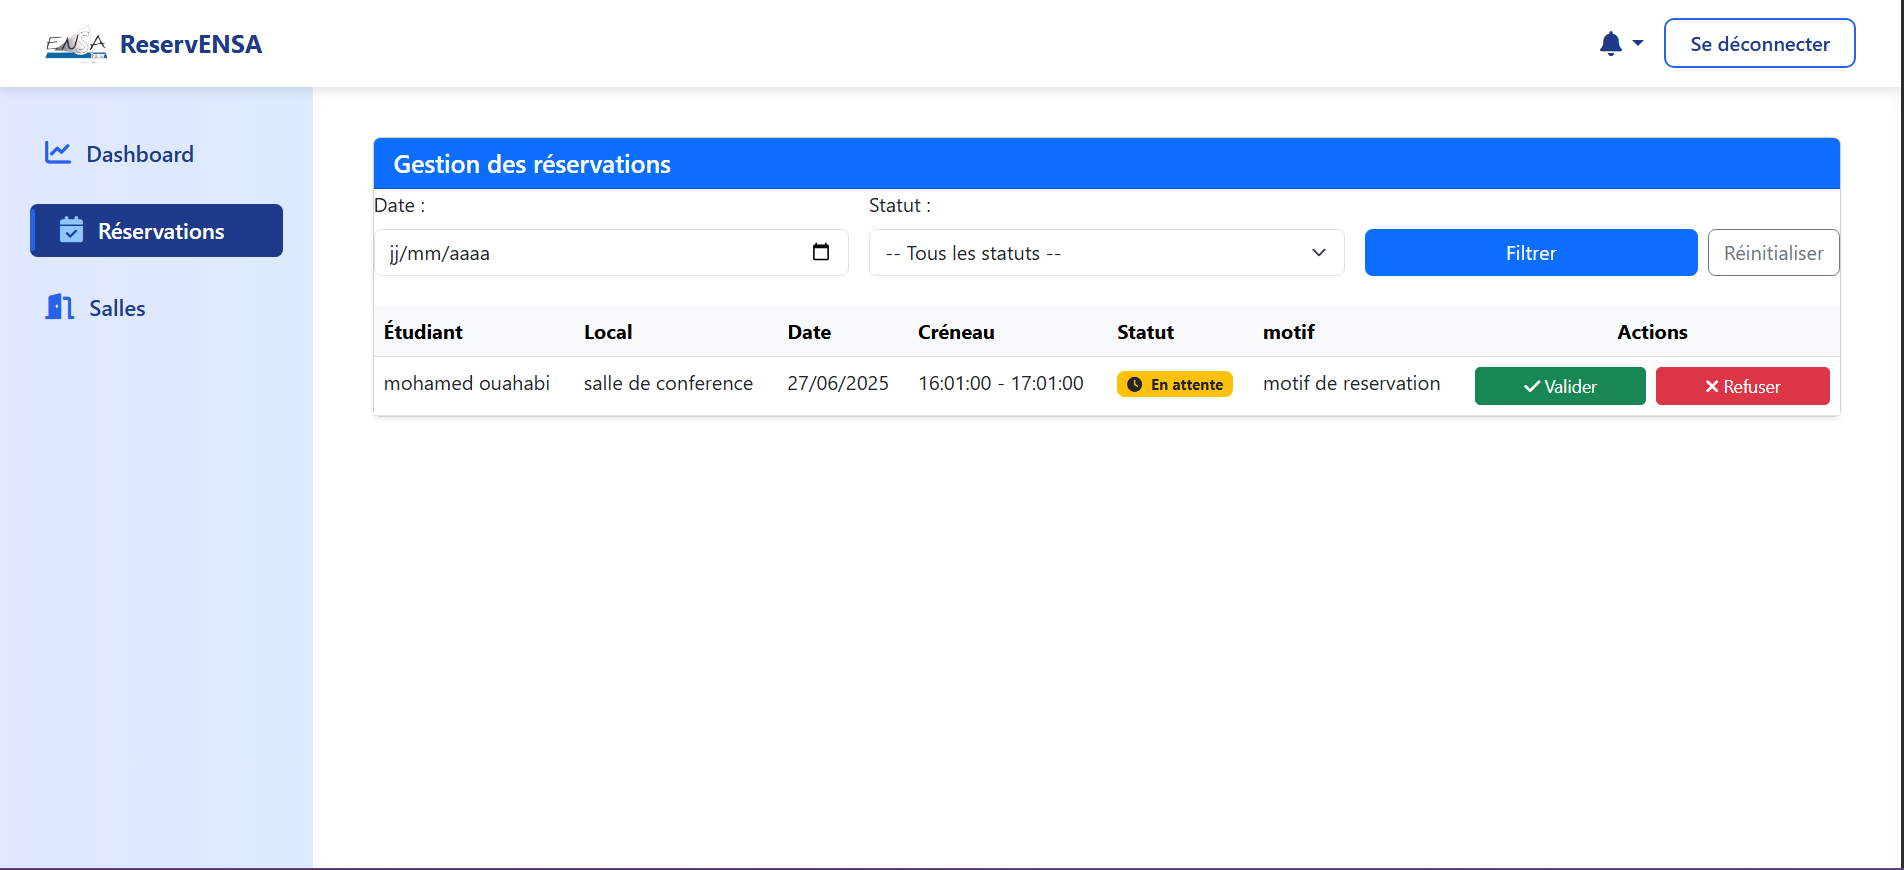 ENSA ReservENSA
Se déconnecter
Dashboard
Réservations
Salles
Gestion des réservations
Date : Statut :
jj/mm/aaaa -- Tous les statuts -- Filtrer Réinitialiser
Étudiant Local Date Créneau Statut motif Actions
mohamed ouahabi salle de conference 27/06/2025 16:01:00 - 17:01:00 En attente motif de reservation Valider Refuser